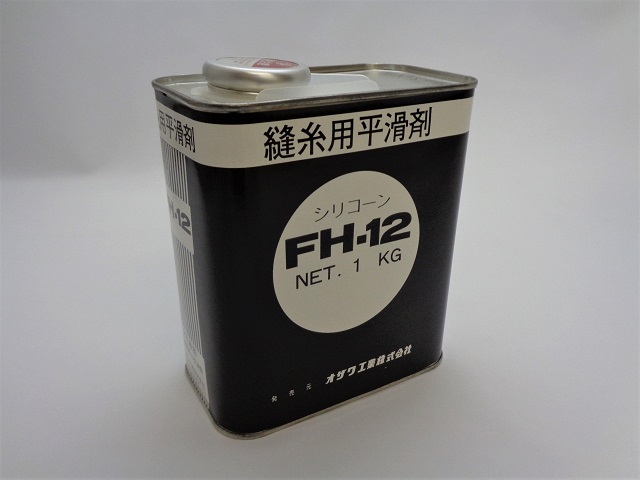 縫糸用平滑剤
シリコーン
FH-12
NET. 1 KG
発売元 オザワ工業株式会社
用平滑剤
-12